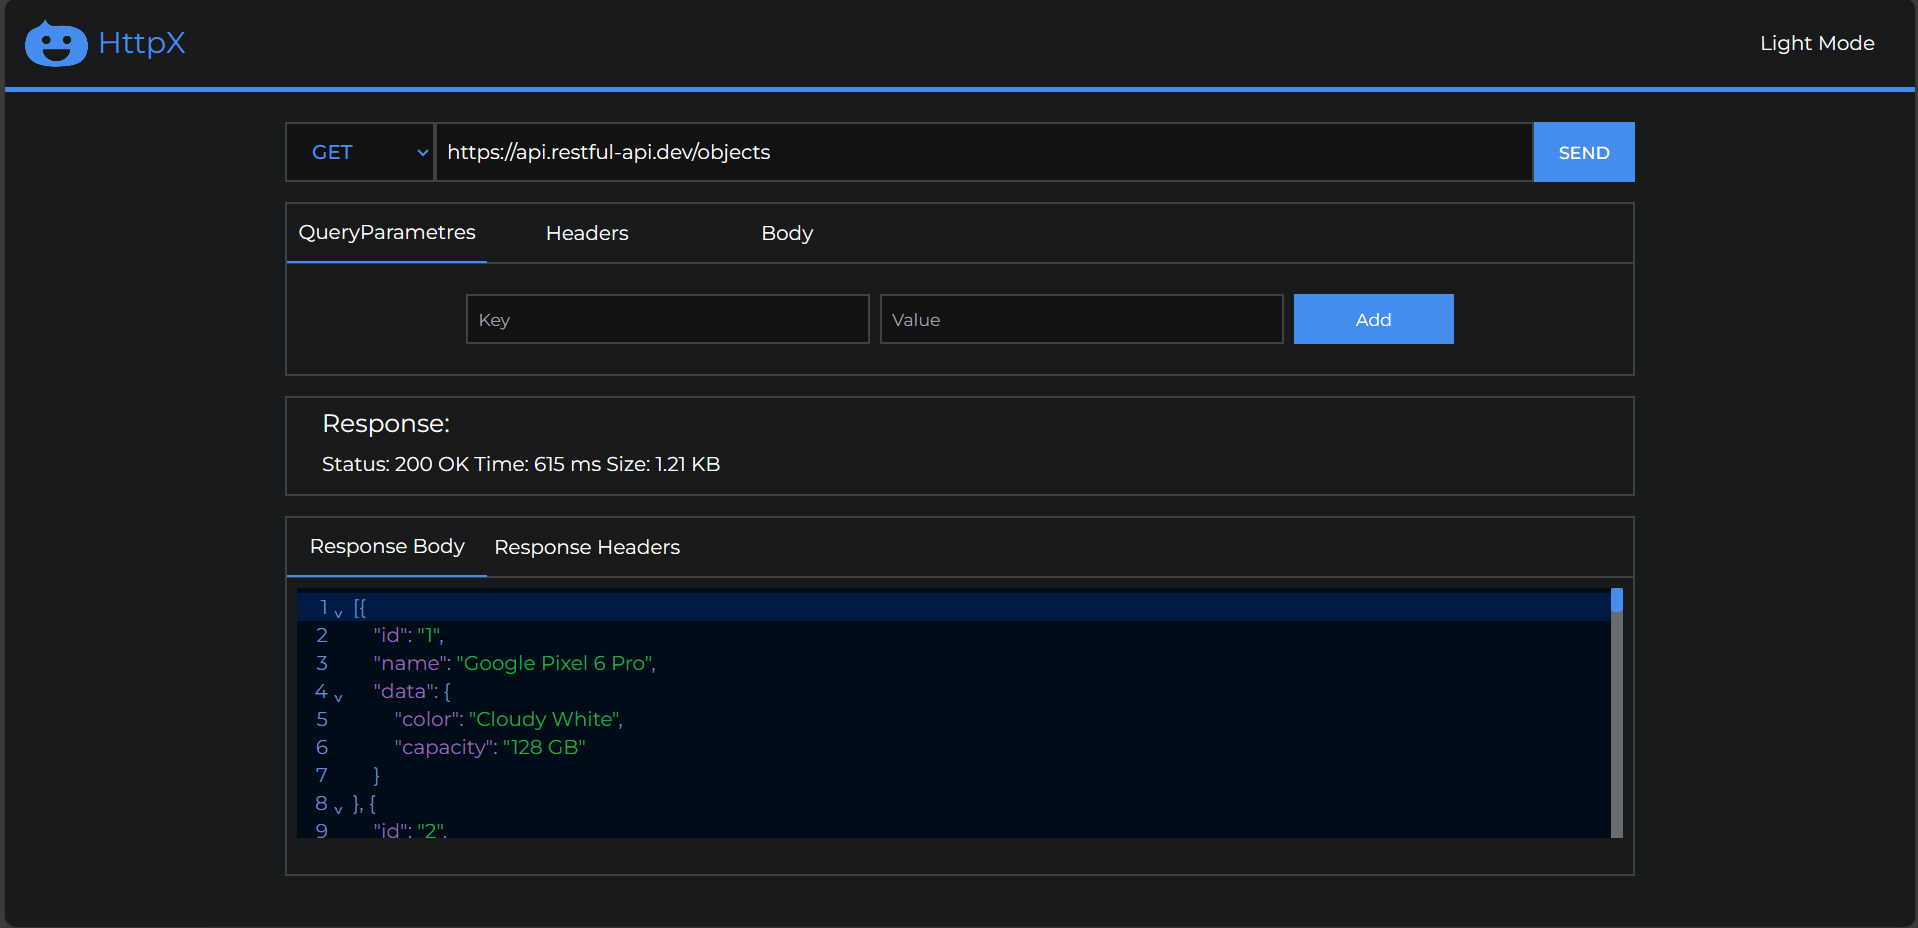 HttpX
Light Mode
GET
https://api.restful-api.dev/objects
SEND
QueryParametres Headers Body
Key Value Add
Response:
Status: 200 OK Time: 615 ms Size: 1.21 KB
Response Body Response Headers
1 v [{
2 "id": "1",
3 "name": "Google Pixel 6 Pro",
4 v "data": {
5 "color": "Cloudy White",
6 "capacity": "128 GB"
7 }
8 v }, {
9 "id": "2",